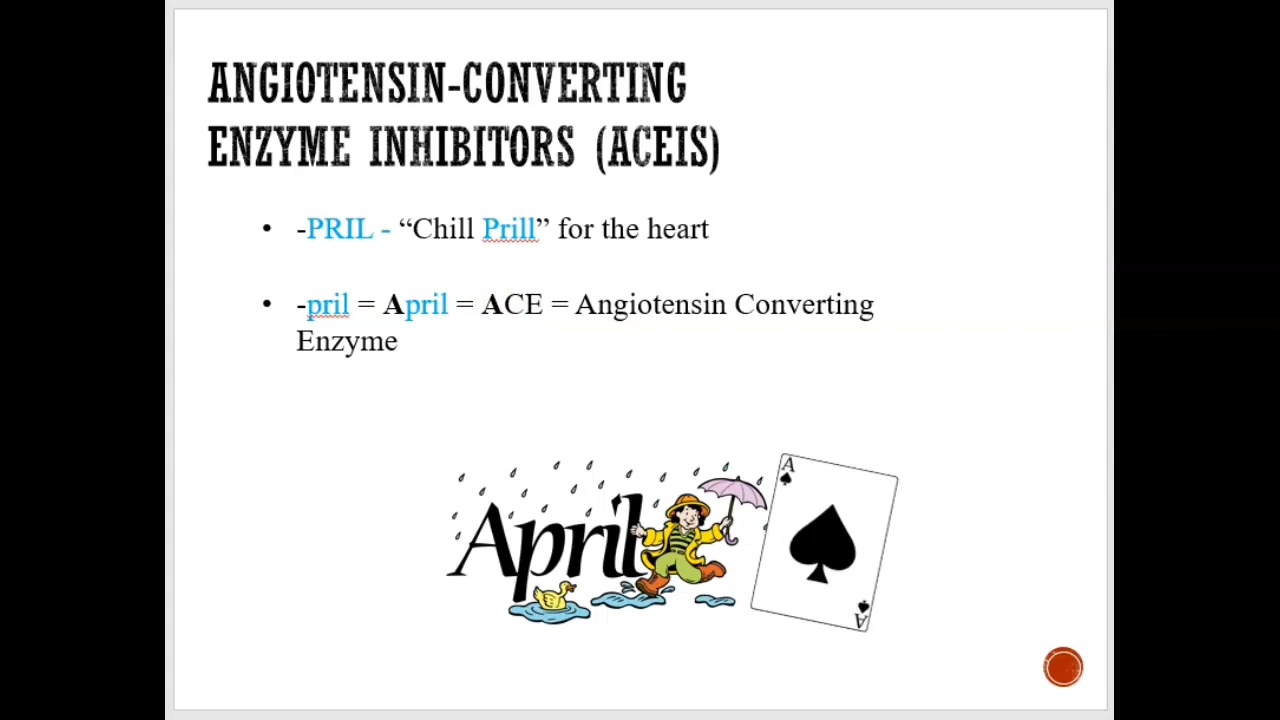 ANGIOTENSIN-CONVERTING
ENZYME INHIBITORS (ACEIS)
• -PRIL - “Chill Prill” for the heart
• -pril = April = ACE = Angiotensin Converting
Enzyme
April
A
A